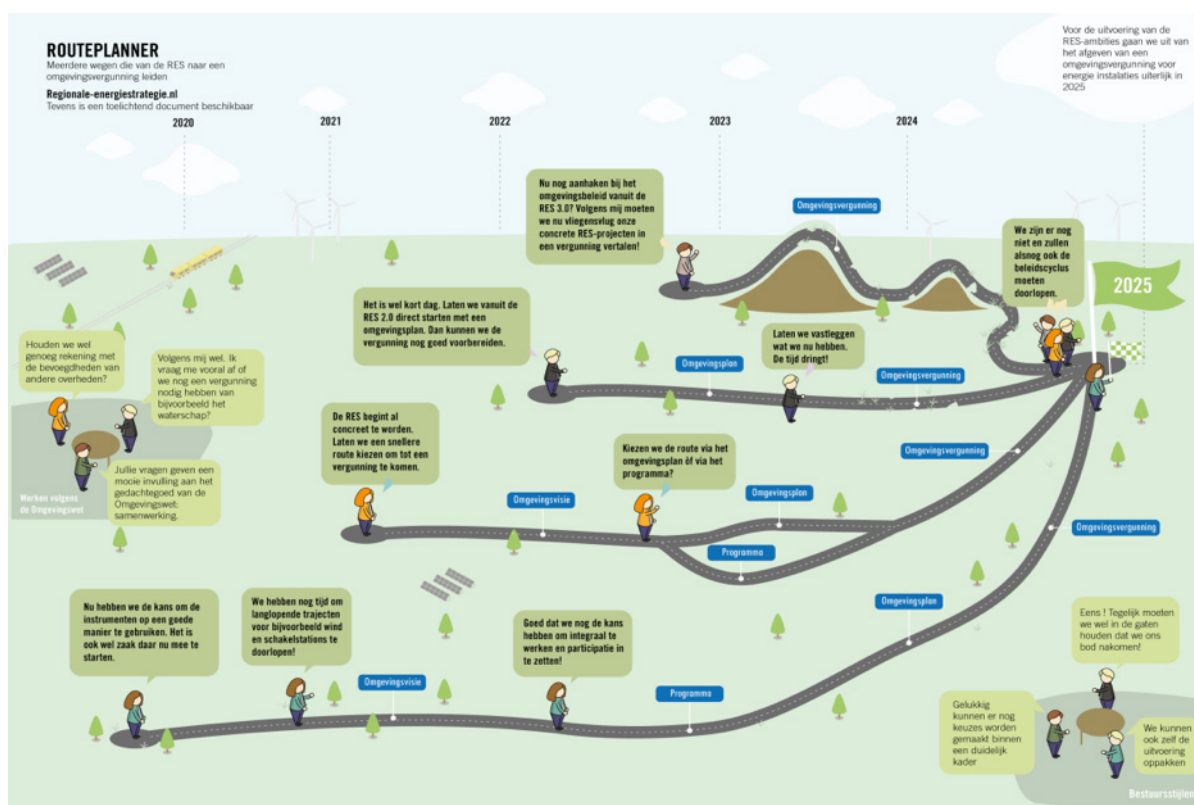 ROUTEPLANNER
Meerdere wegen die van de RES naar een
omgevingsvergunning leiden
Regionale-energiestrategie.nl
Tevens is een toelichtend document beschikbaar
Voor de uitvoering van de
RES-ambities gaan we uit van
het afgeven van een
omgevingsvergunning voor
energie instalaties uiterlijk in
2025
2020
2021
2022
2023
2024
Nu nog aanhaken bij het
omgevingsbeleid vanuit de
RES 3.0? Volgens mij moeten
we nu vliegensvlug onze
concrete RES-projecten in
een vergunning vertalen!
Omgevingsvergunning
We zijn er nog
niet en zullen
alsnog ook de
beleidscyclus
moeten
doorlopen.
2025
Het is wel kort dag. Laten we vanuit de
RES 2.0 direct starten met een
omgevingsplan. Dan kunnen we de
vergunning nog goed voorbereiden.
Omgevingsplan
Laten we vastleggen
wat we nu hebben.
De tijd dringt!
Omgevingsvergunning
Houden we wel
genoeg rekening met
de bevoegdheden van
andere overheden?
Volgens mij wel. Ik
vraag me vooral af of
we nog een vergunning
nodig hebben van
bijvoorbeeld het
waterschap?
Jullie vragen geven een
mooie invulling aan het
gedachtegoed van de
Omgevingswet:
samenwerking.
Werken volgens
de Omgevingswet
De RES begint al
concreet te worden.
Laten we een snellere
route kiezen om tot een
vergunning te komen.
Omgevingsvisie
Kiezen we de route via het
omgevingsplan òf via het
programma?
Omgevingsplan
Programma
Omgevingsvergunning
Nu hebben we de kans om de
instrumenten op een goede
manier te gebruiken. Het is
ook wel zaak daar nu mee te
starten.
We hebben nog tijd om
langlopende trajecten
voor bijvoorbeeld wind
en schakelstations te
doorlopen!
Omgevingsvisie
Goed dat we nog de kans
hebben om integraal te
werken en participatie in
te zetten!
Programma
Omgevingsplan
Omgevingsvergunning
Eens ! Tegelijk moeten
we wel in de gaten
houden dat we ons
bod nakomen!
Gelukkig
kunnen er nog
keuzes worden
gemaakt binnen
een duidelijk
kader
We kunnen
ook zelf de
uitvoering
oppakken
Bestuursstijlen